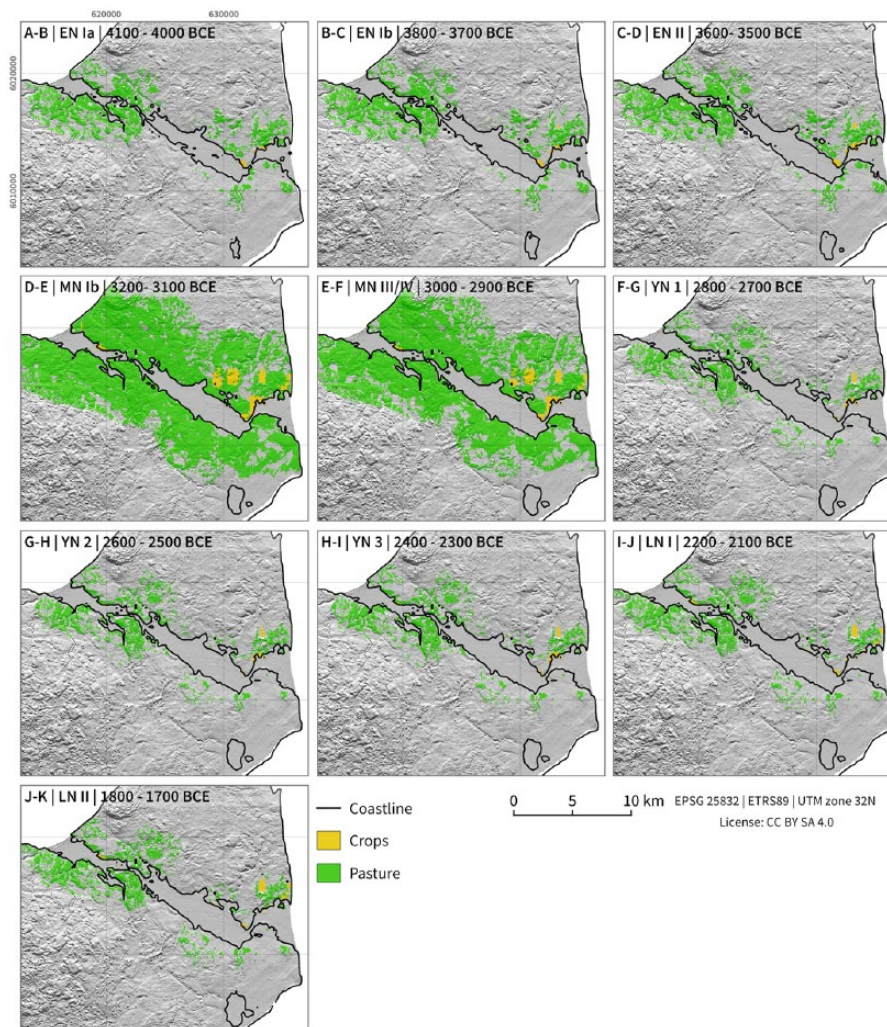 620000 630000
A-B | EN Ia | 4100 - 4000 BCE
B-C | EN Ib | 3800 - 3700 BCE
C-D | EN II | 3600 - 3500 BCE
6020000
6010000
D-E | MN Ib | 3200- 3100 BCE
E-F | MN III/IV | 3000 - 2900 BCE
F-G | YN 1 | 2800 - 2700 BCE
G-H | YN 2 | 2600 - 2500 BCE
H-I | YN 3 | 2400 - 2300 BCE
I-J | LN I | 2200 - 2100 BCE
J-K | LN II | 1800 - 1700 BCE
Coastline
Crops
Pasture
0 5 10 km
EPSG 25832 | ETRS89 | UTM zone 32N
License: CC BY SA 4.0